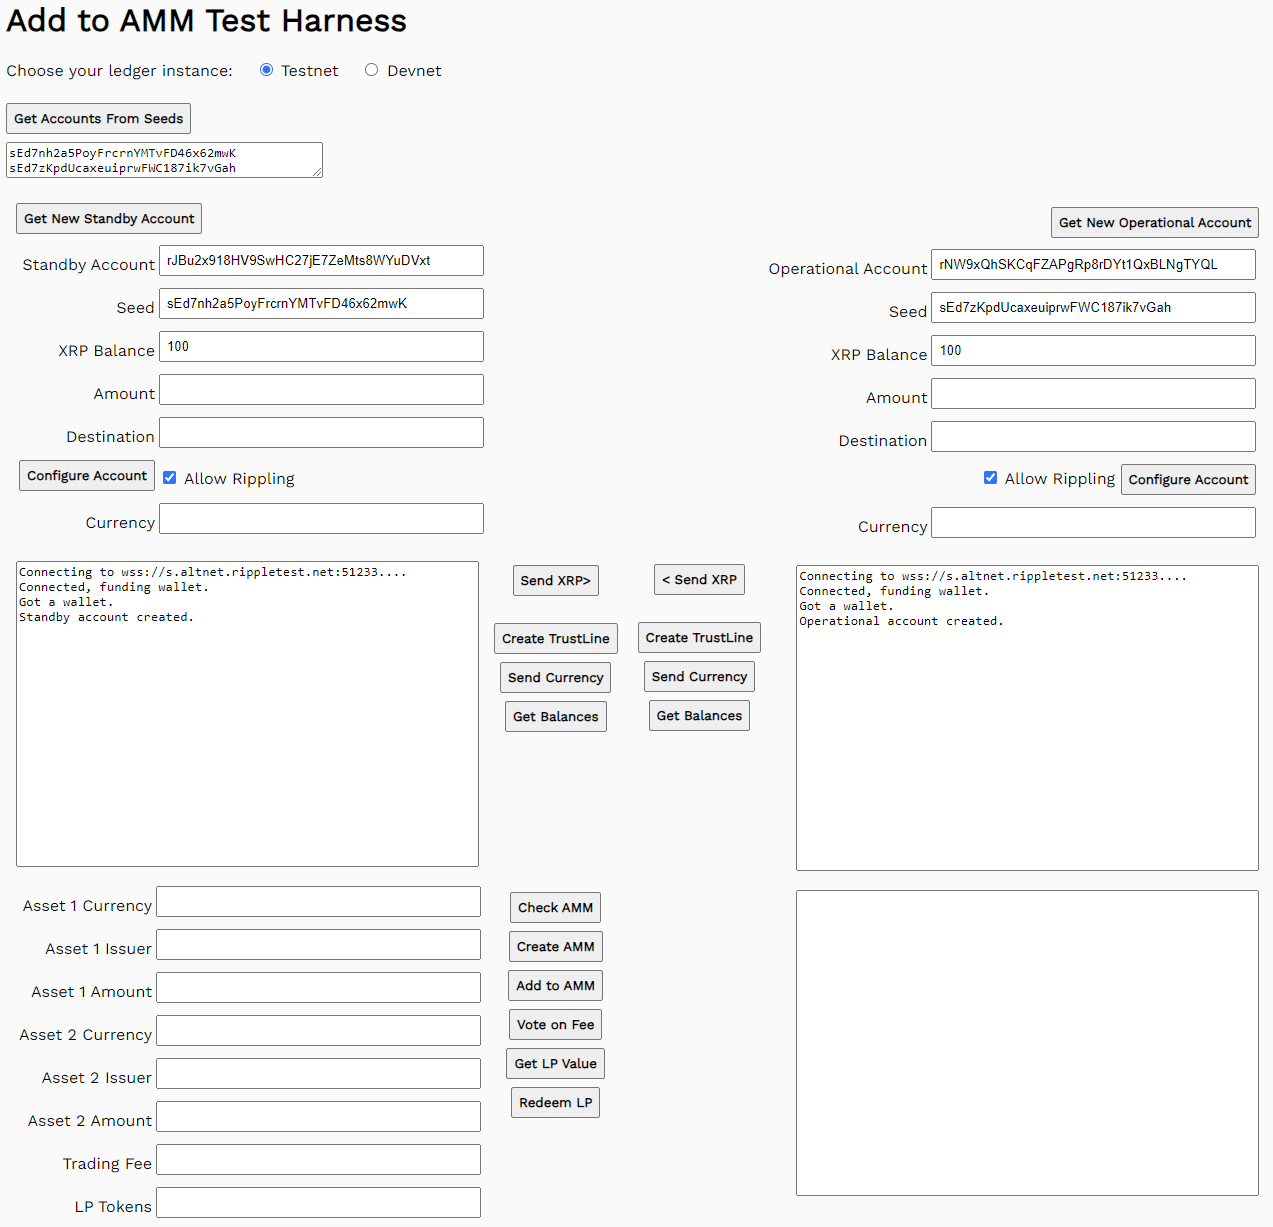 Add to AMM Test Harness
Choose your ledger instance: Testnet Devnet
Get Accounts From Seeds
sEd7nh2a5PoyFrcrnYMTvFD46x62mwK
sEd7zKpdUcaxeuiprwFWC187ik7vGah
Get New Standby Account
Standby Account rJBu2x918HV9SwHC27jE7ZeMts8WYuDVxt
Seed sEd7nh2a5PoyFrcrnYMTvFD46x62mwK
XRP Balance 100
Amount
Destination
Configure Account Allow Rippling
Currency
Get New Operational Account
Operational Account rNW9xQhSKCqFZAPgRp8rDYt1QxBLNgTYQL
Seed sEd7zKpdUcaxeuiprwFWC187ik7vGah
XRP Balance 100
Amount
Destination
Allow Rippling Configure Account
Currency
Connecting to wss://s.altnet.rippletest.net:51233....
Connected, funding wallet.
Got a wallet.
Standby account created.
Send XRP>
Create TrustLine
Send Currency
Get Balances
< Send XRP
Create TrustLine
Send Currency
Get Balances
Connecting to wss://s.altnet.rippletest.net:51233....
Connected, funding wallet.
Got a wallet.
Operational account created.
Asset 1 Currency
Asset 1 Issuer
Asset 1 Amount
Asset 2 Currency
Asset 2 Issuer
Asset 2 Amount
Trading Fee
LP Tokens
Check AMM
Create AMM
Add to AMM
Vote on Fee
Get LP Value
Redeem LP